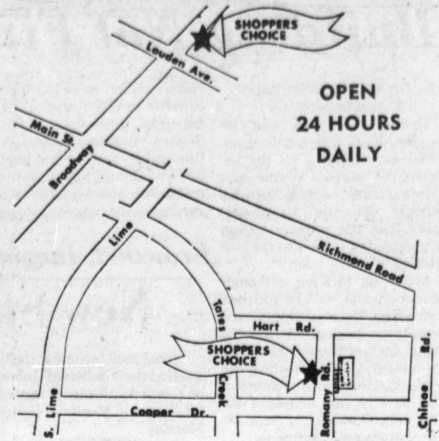 SHOPPERS
CHOICE
Louden Ave.
OPEN
24 HOURS
DAILY
Main St.
Broadway
Lime
Richmond Road
Tates
Creek
Hart Rd.
SHOPPERS
CHOICE
Romany Rd.
Chinoe Rd.
S. Lime
Cooper Dr.